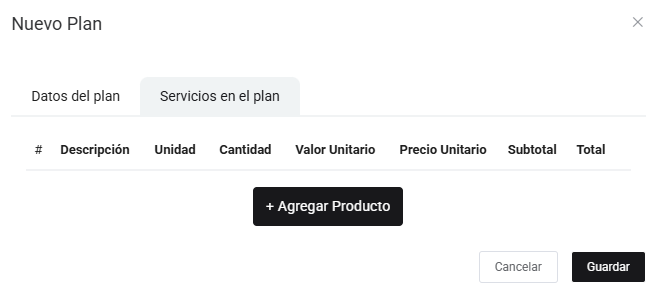 Nuevo Plan
Datos del plan Servicios en el plan
# Descripción Unidad Cantidad Valor Unitario Precio Unitario Subtotal Total
+ Agregar Producto
Cancelar Guardar